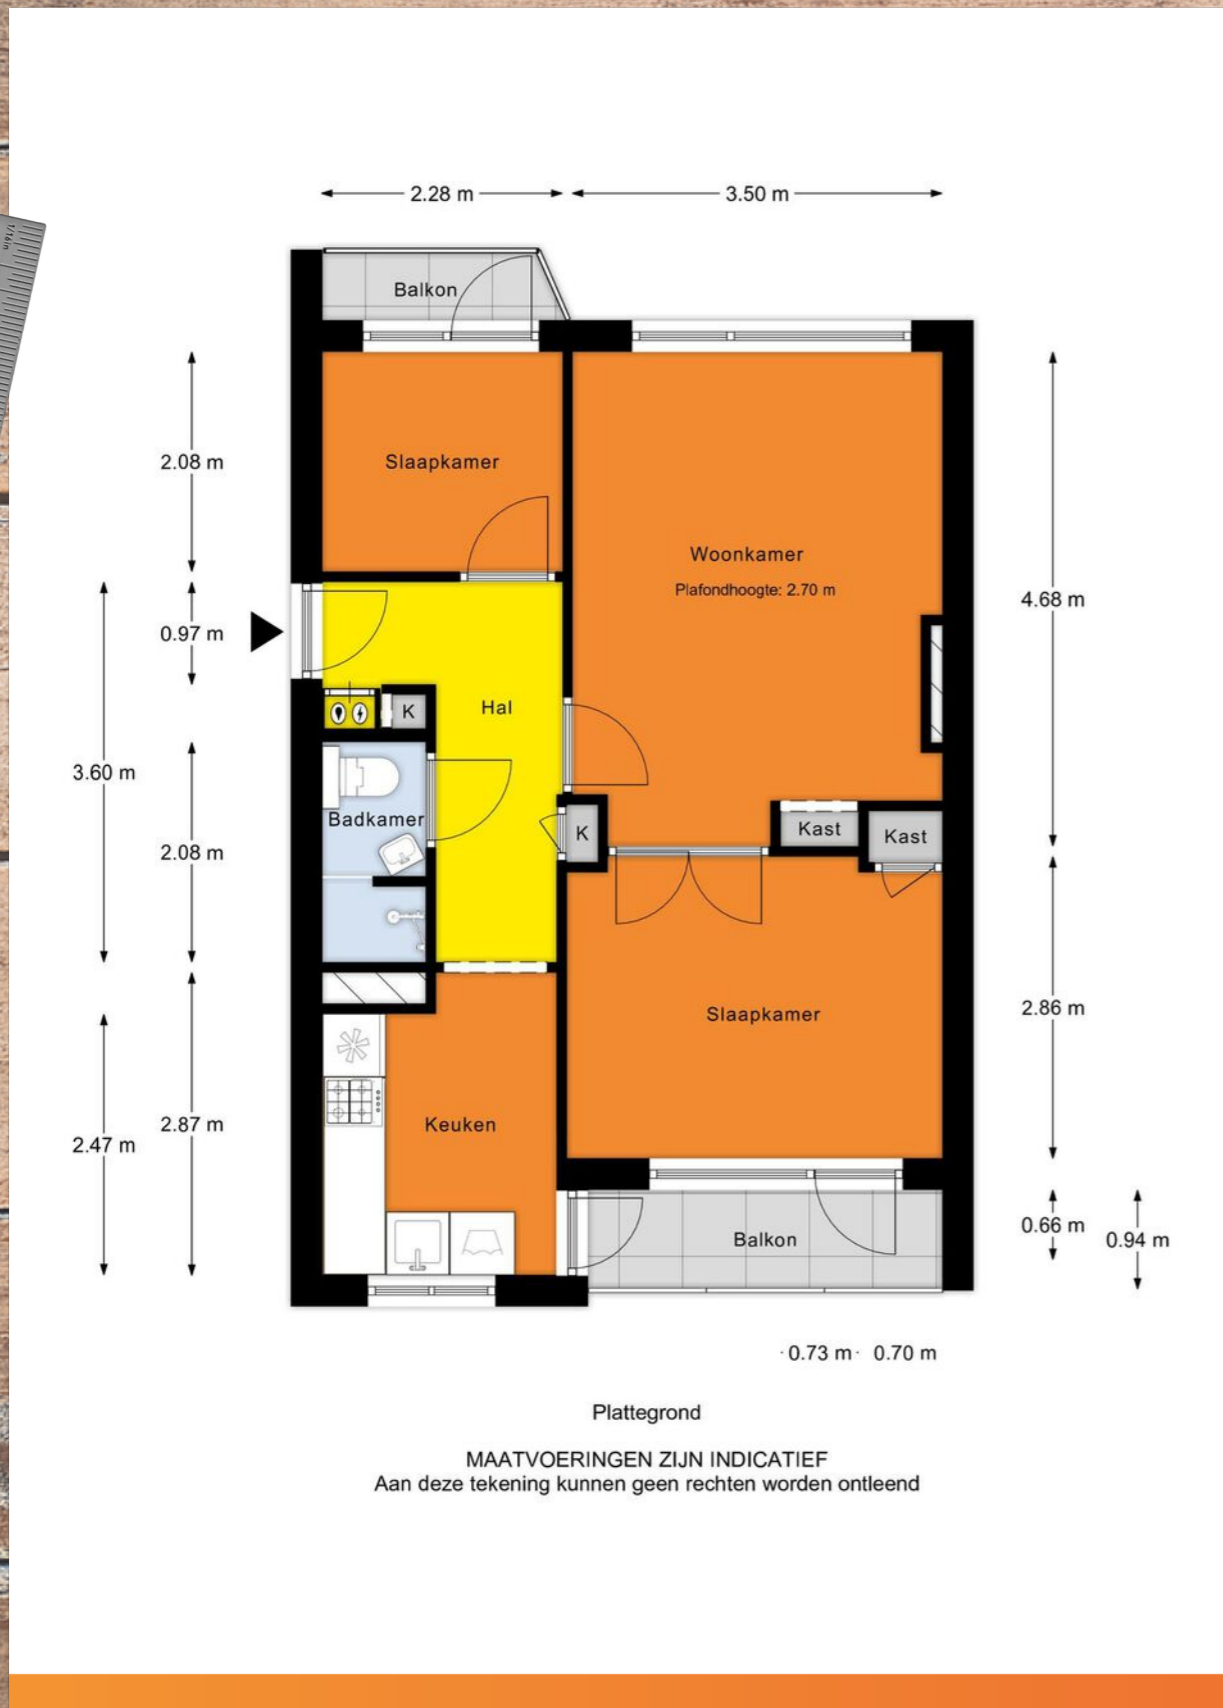 2.28 m
3.50 m
1/16in
Balkon
2.08 m
Slaapkamer
Woonkamer
Plafondhoogte: 2.70 m
4.68 m
0.97 m
Hal
K
3.60 m
Badkamer
2.08 m
K
Kast
Kast
Slaapkamer
2.86 m
Keuken
2.87 m
2.47 m
Balkon
0.66 m
0.94 m
0.73 m
0.70 m
Plattegrond
MAATVOERINGEN ZIJN INDICATIEF
Aan deze tekening kunnen geen rechten worden ontleend